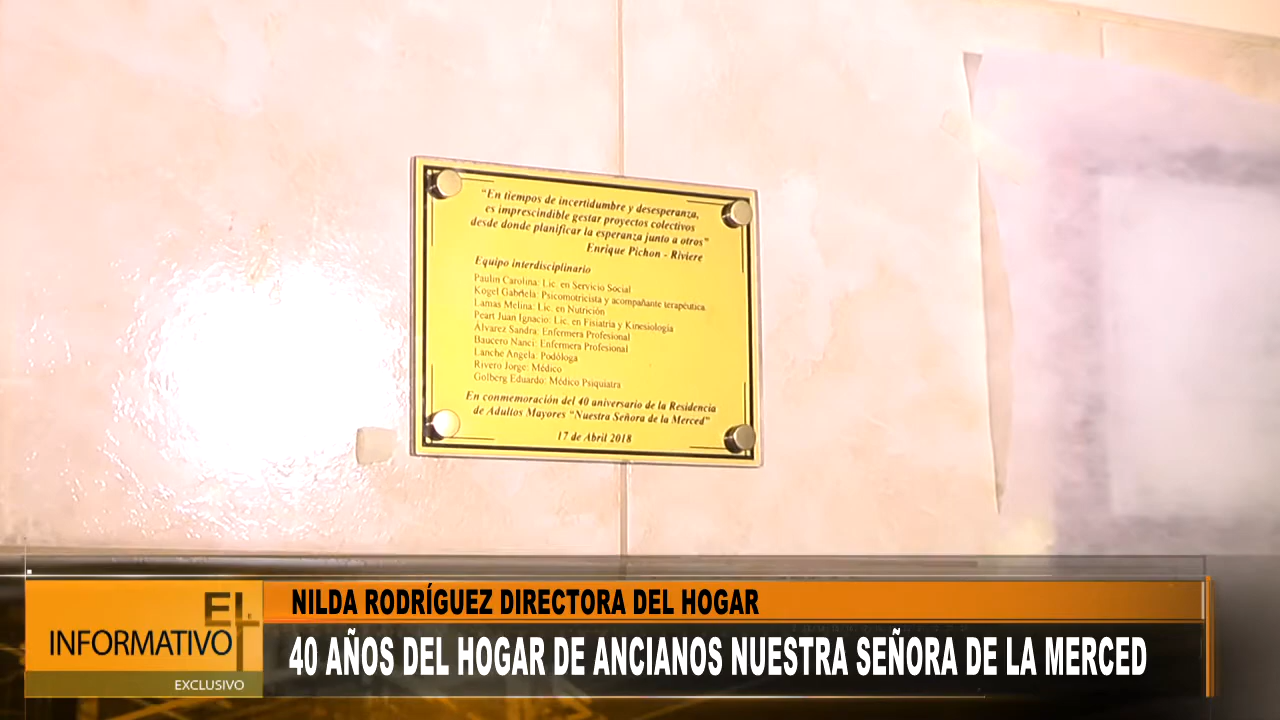 "En tiempos de incertidumbre y desesperanza,
es imprescindible gestar proyectos colectivos
desde donde planificar la esperanza junto a otros"
Enrique Pichon - Riviere
Equipo interdisciplinario
Paulin Carolina: Lic. en Servicio Social
Kogel Gabriela: Psicomotricista y acompañante terapéutica
Lamas Melina: Lic. en Nutrición
Peart Juan Ignacio: Lic. en Fisiatría y Kinesiología
Álvarez Sandra: Enfermera Profesional
Baucero Nanci: Enfermera Profesional
Lanche Angela: Podóloga
Rivero Jorge: Médico
Golberg Eduardo: Médico Psiquiatra
En conmemoración del 40 aniversario de la Residencia
de Adultos Mayores "Nuestra Señora de la Merced"
17 de Abril 2018
NILDA RODRÍGUEZ DIRECTORA DEL HOGAR
40 AÑOS DEL HOGAR DE ANCIANOS NUESTRA SEÑORA DE LA MERCED
EL
INFORMATIVO
EXCLUSIVO